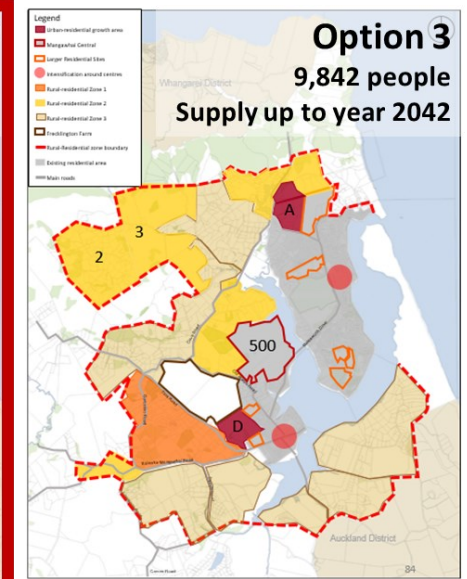 Legend
Urban-residential growth area
Mangawhai Central
Larger Residential Sites
Intensification around centres
Rural-residential Zone 1
Rural-residential Zone 2
Rural-residential Zone 3
Frecklington Farm
Rural-Residential zone boundary
Existing residential area
Main roads
Option 3
9,842 people
Supply up to year 2042
Whangarei District
A
3
2
500
D
Auckland District
84